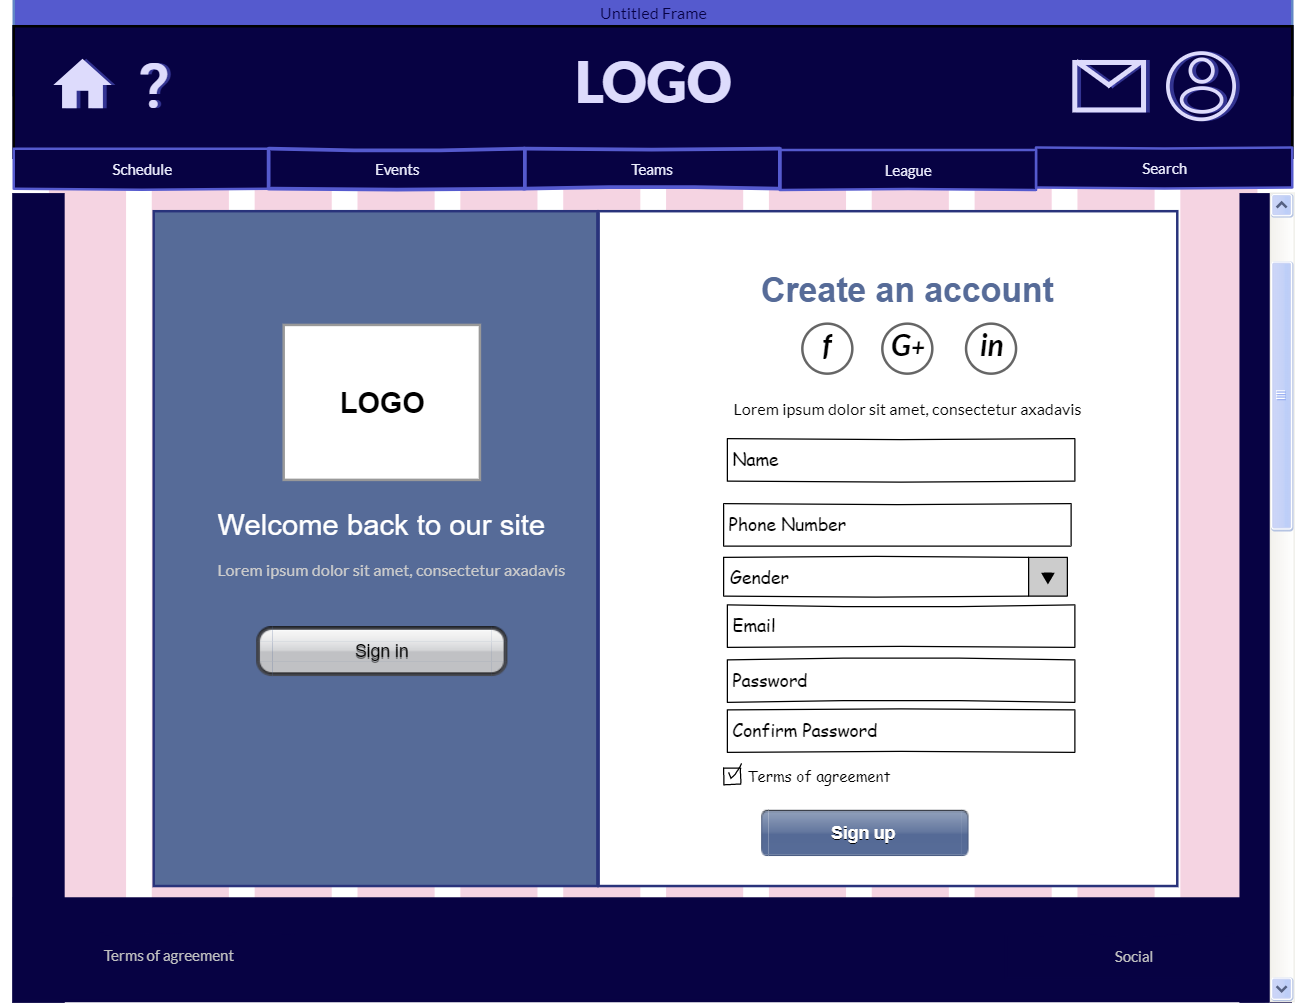 Untitled Frame
?
LOGO
Schedule
Events
Teams
League
Search
LOGO
Welcome back to our site
Lorem ipsum dolor sit amet, consectetur axadavis
Sign in
Create an account
f
G+
in
Lorem ipsum dolor sit amet, consectetur axadavis
Name
Phone Number
Gender
Email
Password
Confirm Password
Terms of agreement
Sign up
Terms of agreement
Social